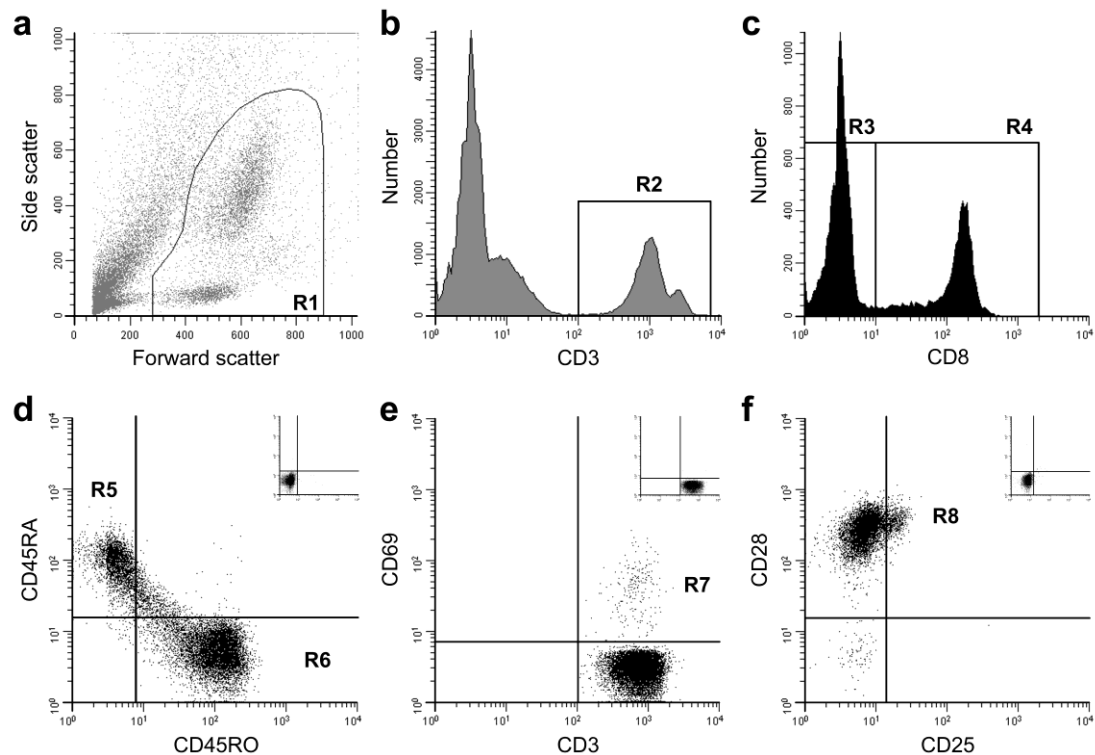 a
1000
800
600
400
200
0
Side scatter
R1
0 200 400 600 800 1000
Forward scatter
b
4000
3000
2000
1000
0
Number
R2
10⁰ 10¹ 10² 10³ 10⁴
CD3
c
1000
800
600
400
200
0
Number
R3 R4
10⁰ 10¹ 10² 10³ 10⁴
CD8
d
10⁴
10³
10²
10¹
10⁰
CD45RA
R5
R6
10⁰ 10¹ 10² 10³ 10⁴
CD45RO
e
10⁴
10³
10²
10¹
10⁰
CD69
R7
10⁰ 10¹ 10² 10³ 10⁴
CD3
f
10⁴
10³
10²
10¹
10⁰
CD28
R8
10⁰ 10¹ 10² 10³ 10⁴
CD25